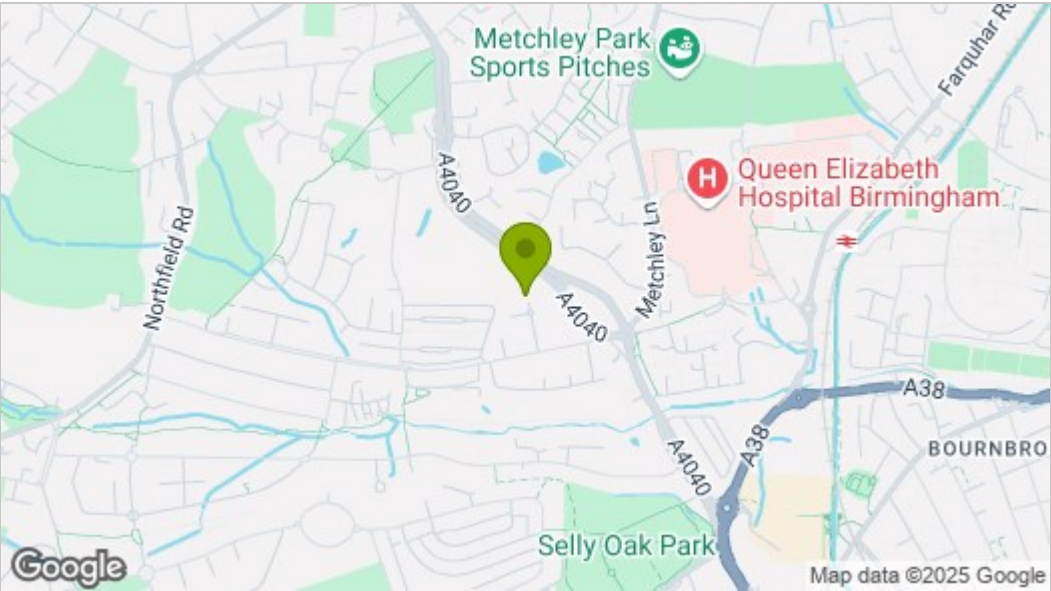 Metchley Park
Sports Pitches
Farquhar Rd
A4040
H
Queen Elizabeth
Hospital Birmingham
Northfield Rd
Metchley Ln
A4040
A38
A38
BOURNBRO
A4040
Selly Oak Park
Google
Map data ©2025 Google